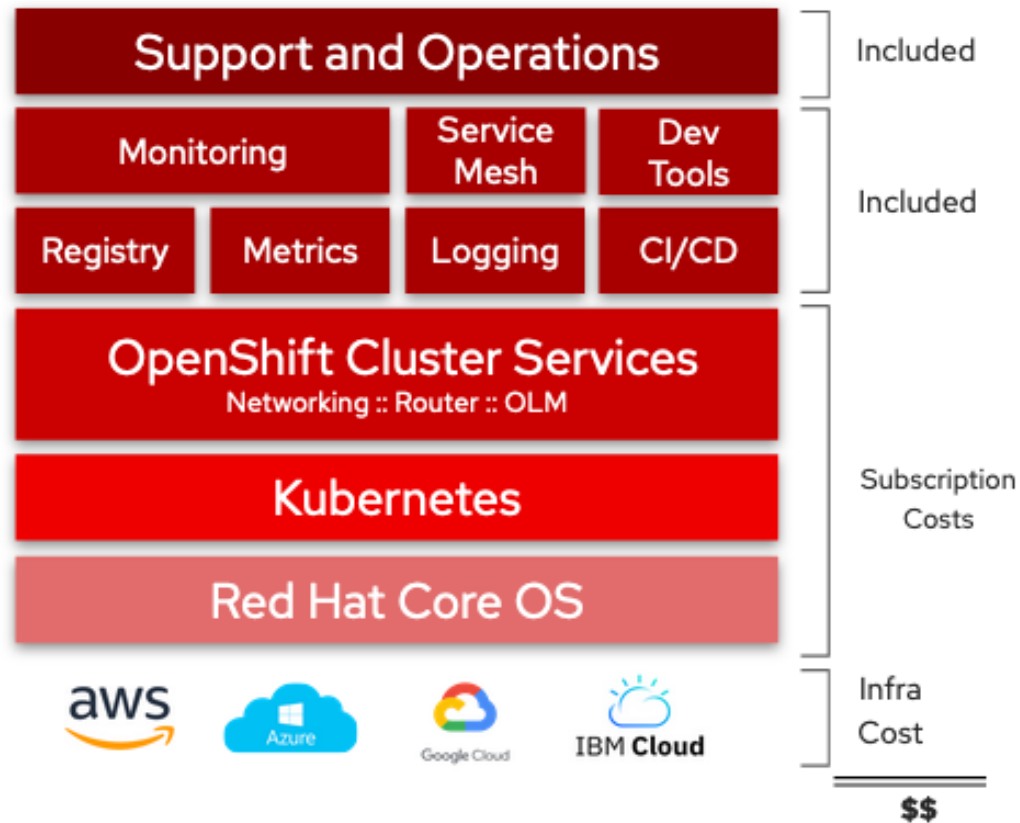 Support and Operations
Included
Monitoring
Service
Mesh
Dev
Tools
Included
Registry
Metrics
Logging
CI/CD
OpenShift Cluster Services
Networking :: Router :: OLM
Subscription
Costs
Kubernetes
Red Hat Core OS
aws
Azure
Google Cloud
IBM Cloud
Infra
Cost
$$